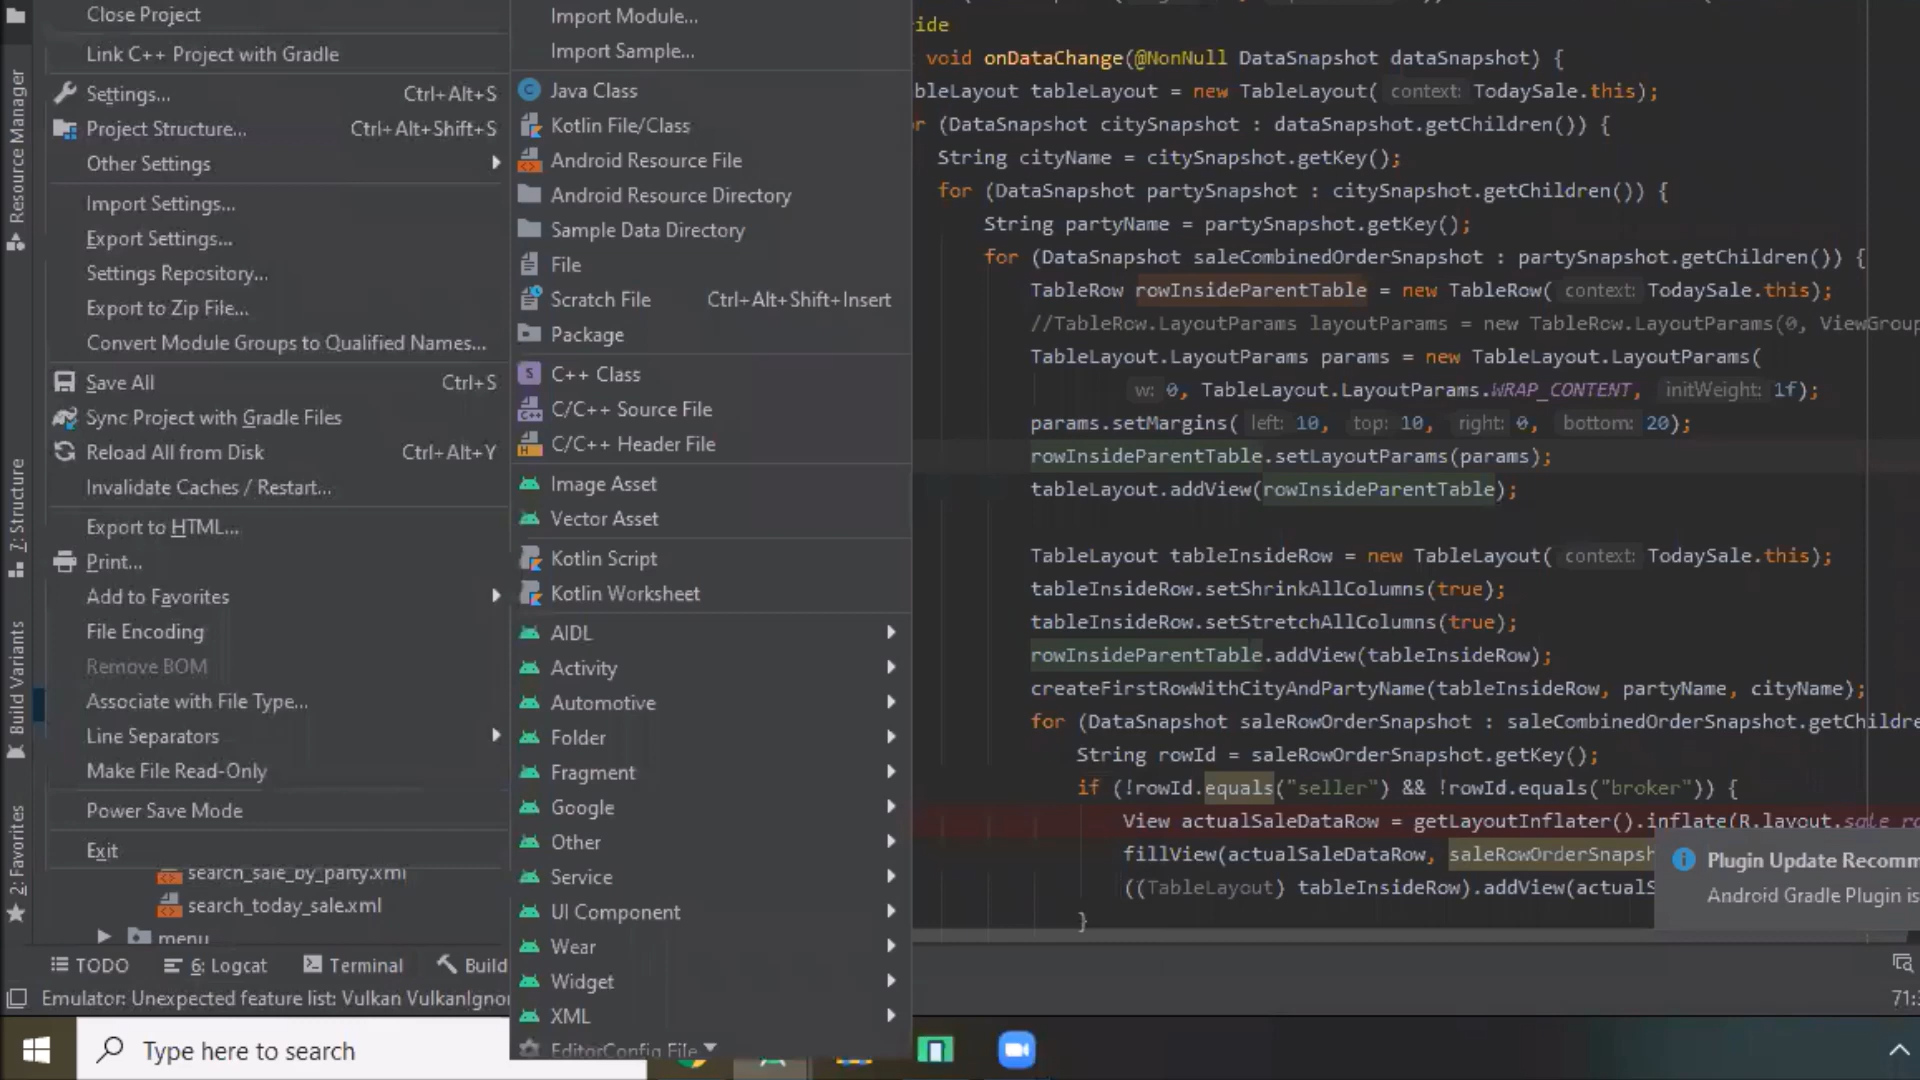 Close Project
Link C++ Project with Gradle
Settings... Ctrl+Alt+S
Project Structure... Ctrl+Alt+Shift+S
Other Settings
Import Settings...
Export Settings...
Settings Repository...
Export to Zip File...
Convert Module Groups to Qualified Names...
Save All Ctrl+S
Sync Project with Gradle Files
Reload All from Disk Ctrl+Alt+Y
Invalidate Caches / Restart...
Export to HTML...
Print...
Add to Favorites
File Encoding
Remove BOM
Associate with File Type...
Line Separators
Make File Read-Only
Power Save Mode
Exit
search_sale_by_party.xml
search_today_sale.xml
menu
Resource Manager
7: Structure
Build Variants
2: Favorites
Import Module...
Import Sample...
Java Class
Kotlin File/Class
Android Resource File
Android Resource Directory
Sample Data Directory
File
Scratch File Ctrl+Alt+Shift+Insert
Package
C++ Class
C/C++ Source File
C/C++ Header File
Image Asset
Vector Asset
Kotlin Script
Kotlin Worksheet
AIDL
Activity
Automotive
Folder
Fragment
Google
Other
Service
UI Component
Wear
Widget
XML
EditorConfig File
ide
void onDataChange(@NonNull DataSnapshot dataSnapshot) {
bleLayout tableLayout = new TableLayout( context: TodaySale.this);
r (DataSnapshot citySnapshot : dataSnapshot.getChildren()) {
String cityName = citySnapshot.getKey();
for (DataSnapshot partySnapshot : citySnapshot.getChildren()) {
String partyName = partySnapshot.getKey();
for (DataSnapshot saleCombinedOrderSnapshot : partySnapshot.getChildren()) {
TableRow rowInsideParentTable = new TableRow( context: TodaySale.this);
//TableRow.LayoutParams layoutParams = new TableRow.LayoutParams(0, ViewGroup
TableLayout.LayoutParams params = new TableLayout.LayoutParams(
w: 0, TableLayout.LayoutParams.WRAP_CONTENT, initWeight: 1f);
params.setMargins( left: 10, top: 10, right: 0, bottom: 20);
rowInsideParentTable.setLayoutParams(params);
tableLayout.addView(rowInsideParentTable);
TableLayout tableInsideRow = new TableLayout( context: TodaySale.this);
tableInsideRow.setShrinkAllColumns(true);
tableInsideRow.setStretchAllColumns(true);
rowInsideParentTable.addView(tableInsideRow);
createFirstRowWithCityAndPartyName(tableInsideRow, partyName, cityName);
for (DataSnapshot saleRowOrderSnapshot : saleCombinedOrderSnapshot.getChildre
String rowId = saleRowOrderSnapshot.getKey();
if (!rowId.equals("seller") && !rowId.equals("broker")) {
View actualSaleDataRow = getLayoutInflater().inflate(R.layout.sale_ro
fillView(actualSaleDataRow, saleRowOrderSnapsh
((TableLayout) tableInsideRow).addView(actualS
}
Plugin Update Recomm
Android Gradle Plugin is
TODO 6: Logcat Terminal Build
Emulator: Unexpected feature list: Vulkan VulkanIgno
71:
Type here to search